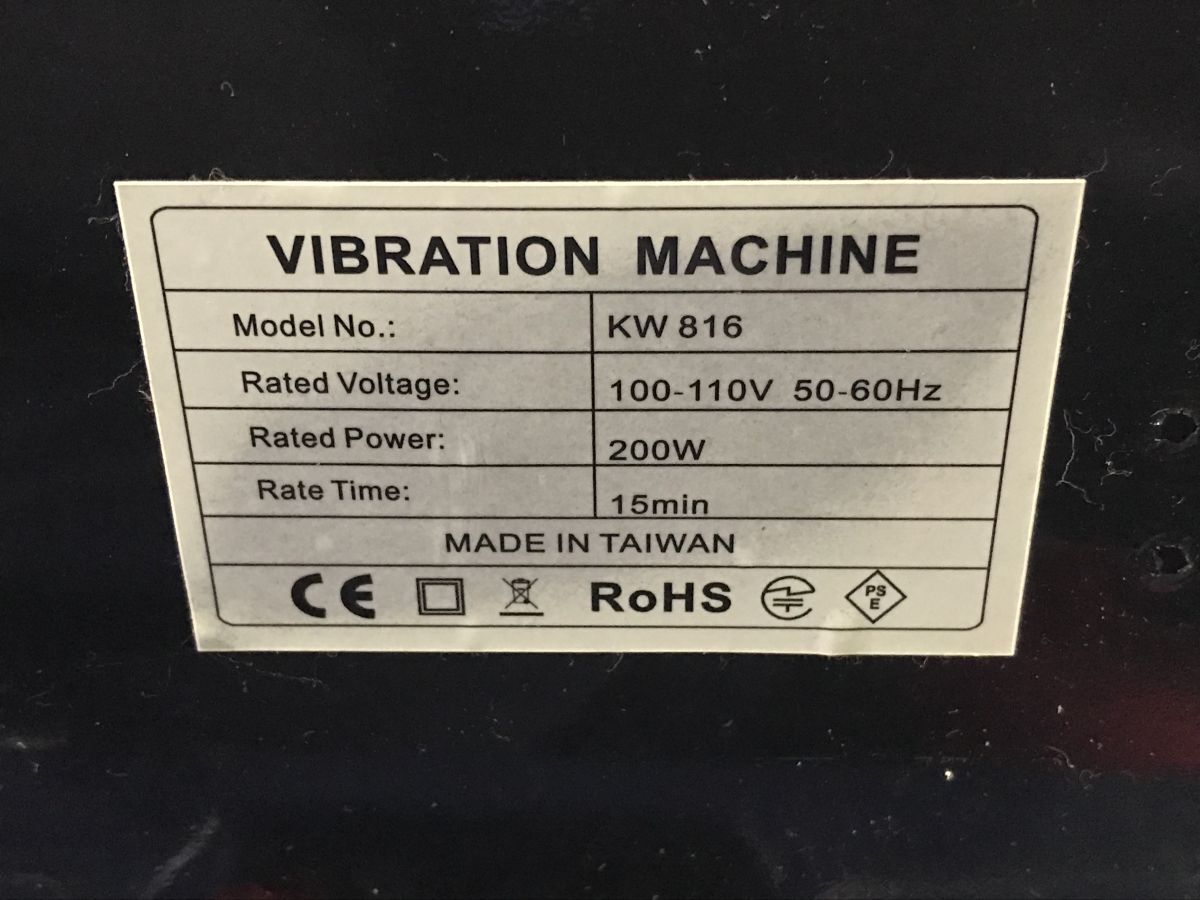 VIBRATION MACHINE
Model No.: KW 816
Rated Voltage: 100-110V 50-60Hz
Rated Power: 200W
Rate Time: 15min
MADE IN TAIWAN
CE RoHS PS E